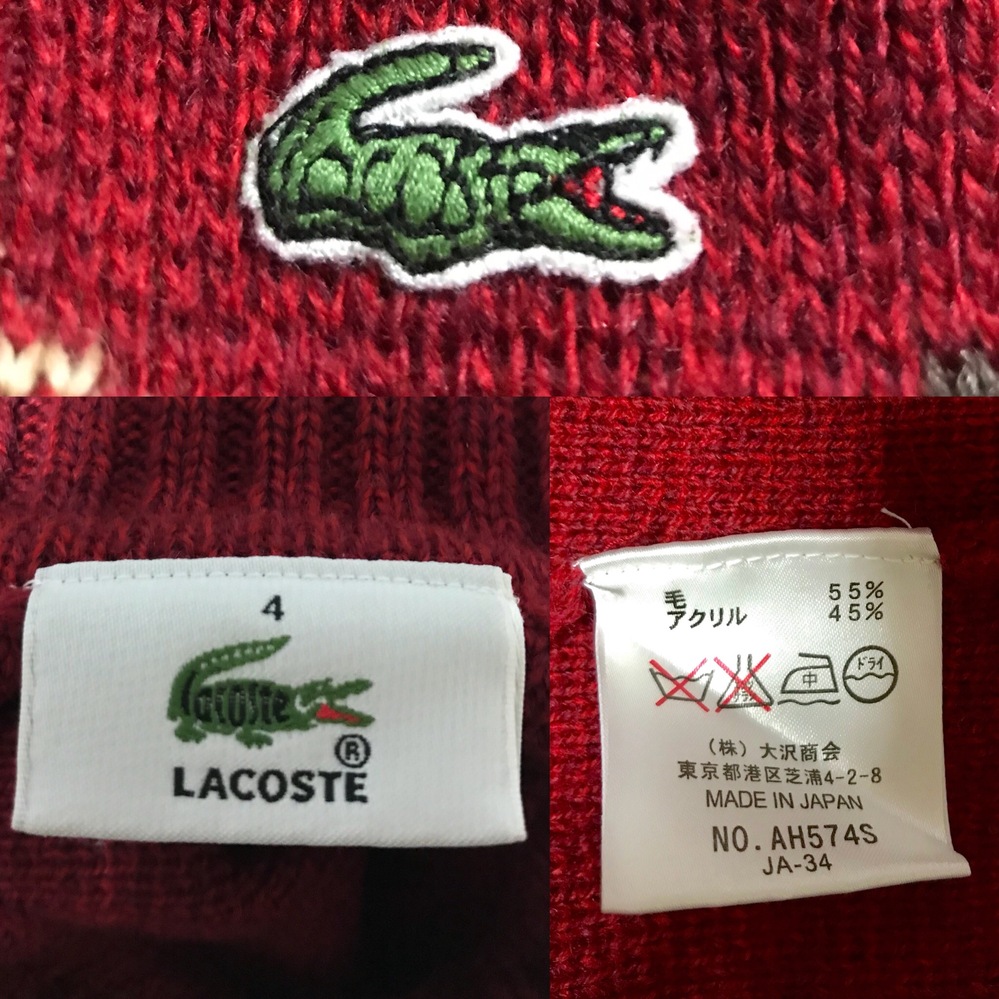 4
Lacoste
®
LACOSTE
毛 55%
アクリル 45%
中
ドライ
(株) 大沢商会
東京都港区芝浦4-2-8
MADE IN JAPAN
NO. AH574S
JA-34